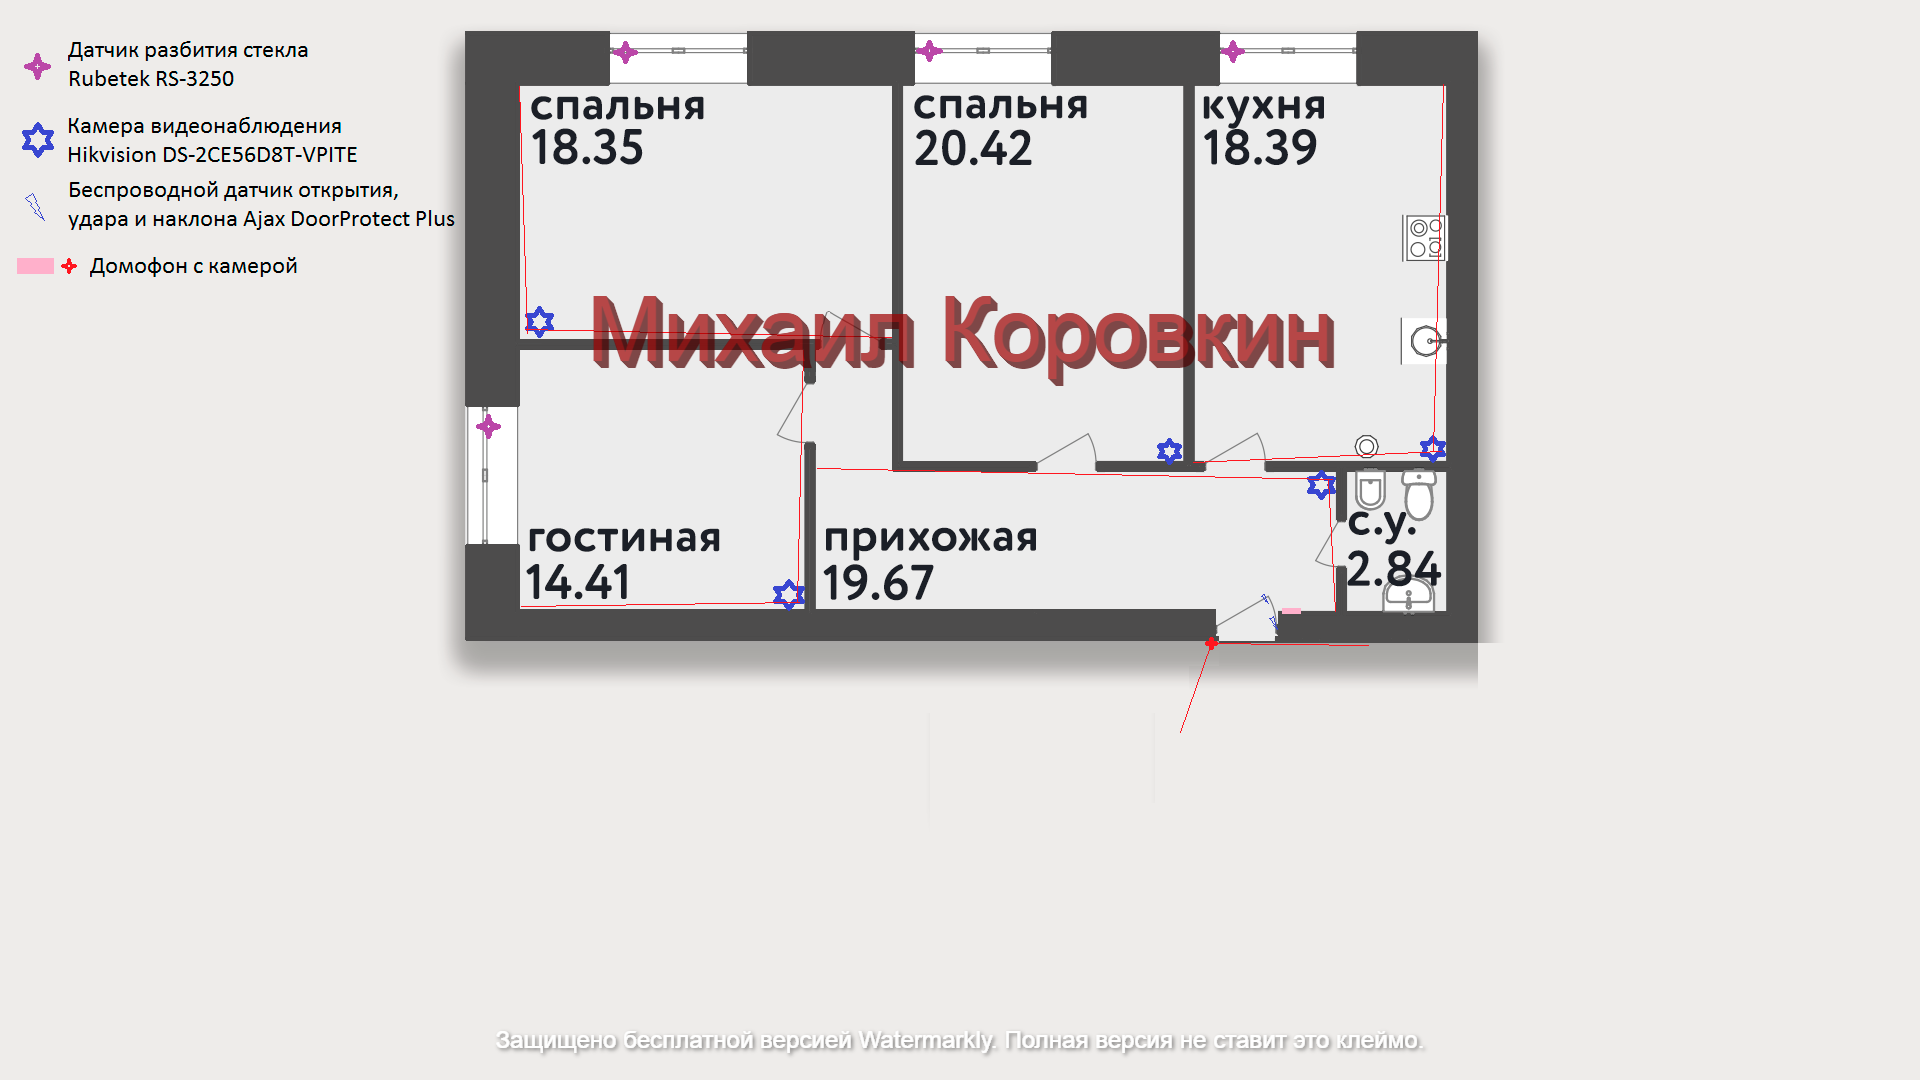 Датчик разбития стекла
Rubetek RS-3250
Камера видеонаблюдения
Hikvision DS-2CE56D8T-VPITE
Беспроводной датчик открытия,
удара и наклона Ajax DoorProtect Plus
Домофон с камерой
спальня
18.35
спальня
20.42
кухня
18.39
Михаил Коровкин
гостиная
14.41
прихожая
19.67
с.у.
2.84
Защищено бесплатной версией Watermarkly. Полная версия не ставит это клеймо.